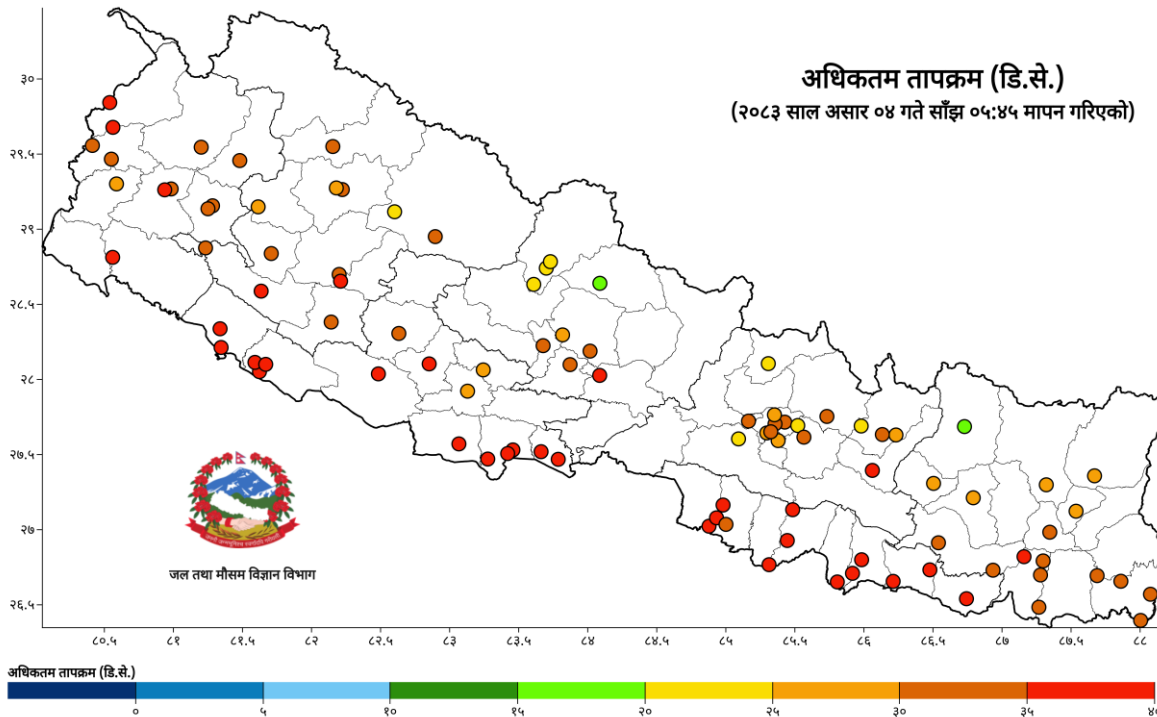 अधिकतम तापक्रम (डि.से.)
(२०८३ साल असार ०४ गते साँझ ०५:४५ मापन गरिएको)
३०
२९.५
२९
२८.५
२८
२७.५
२७
२६.५
जल तथा मौसम विज्ञान विभाग
८०.५ ८१ ८१.५ ८२ ८२.५ ८३ ८३.५ ८४ ८४.५ ८५ ८५.५ ८६ ८६.५ ८७ ८७.५ ८८
अधिकतम तापक्रम (डि.से.)
० ५ १० १५ २० २५ ३० ३५ ४०